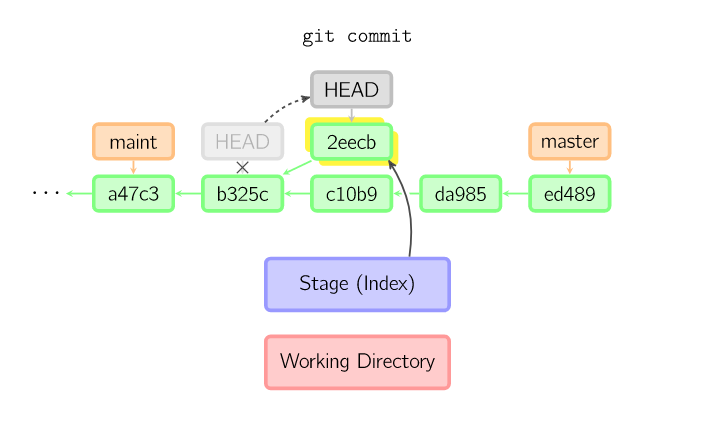 git commit
HEAD
maint
HEAD
2eecb
master
...
a47c3
b325c
c10b9
da985
ed489
Stage (Index)
Working Directory